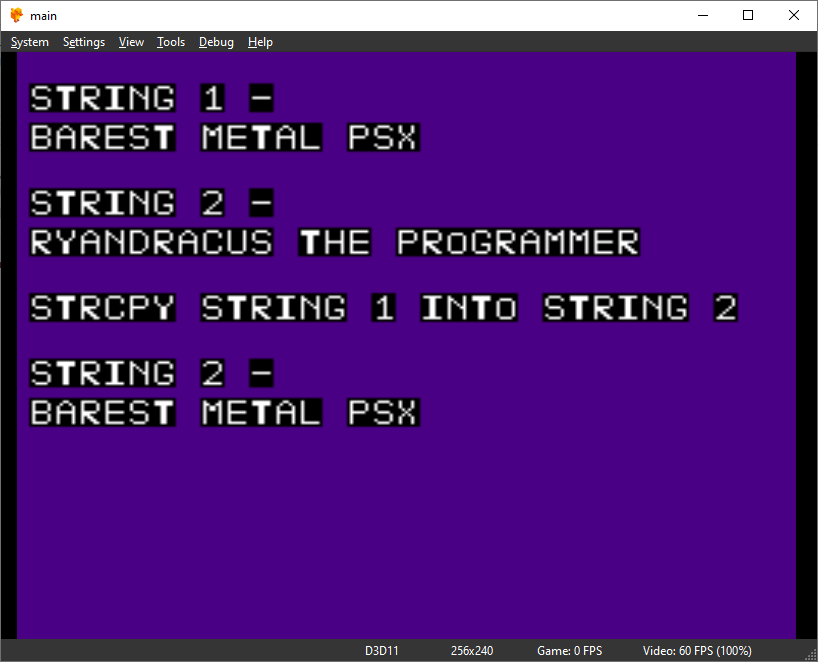 main
System Settings View Tools Debug Help
STRING 1 -
BAREST METAL PSX
STRING 2 -
RYANDRACUS THE PROGRAMMER
STRCPY STRING 1 INTO STRING 2
STRING 2 -
BAREST METAL PSX
D3D11 256x240 Game: 0 FPS Video: 60 FPS (100%)